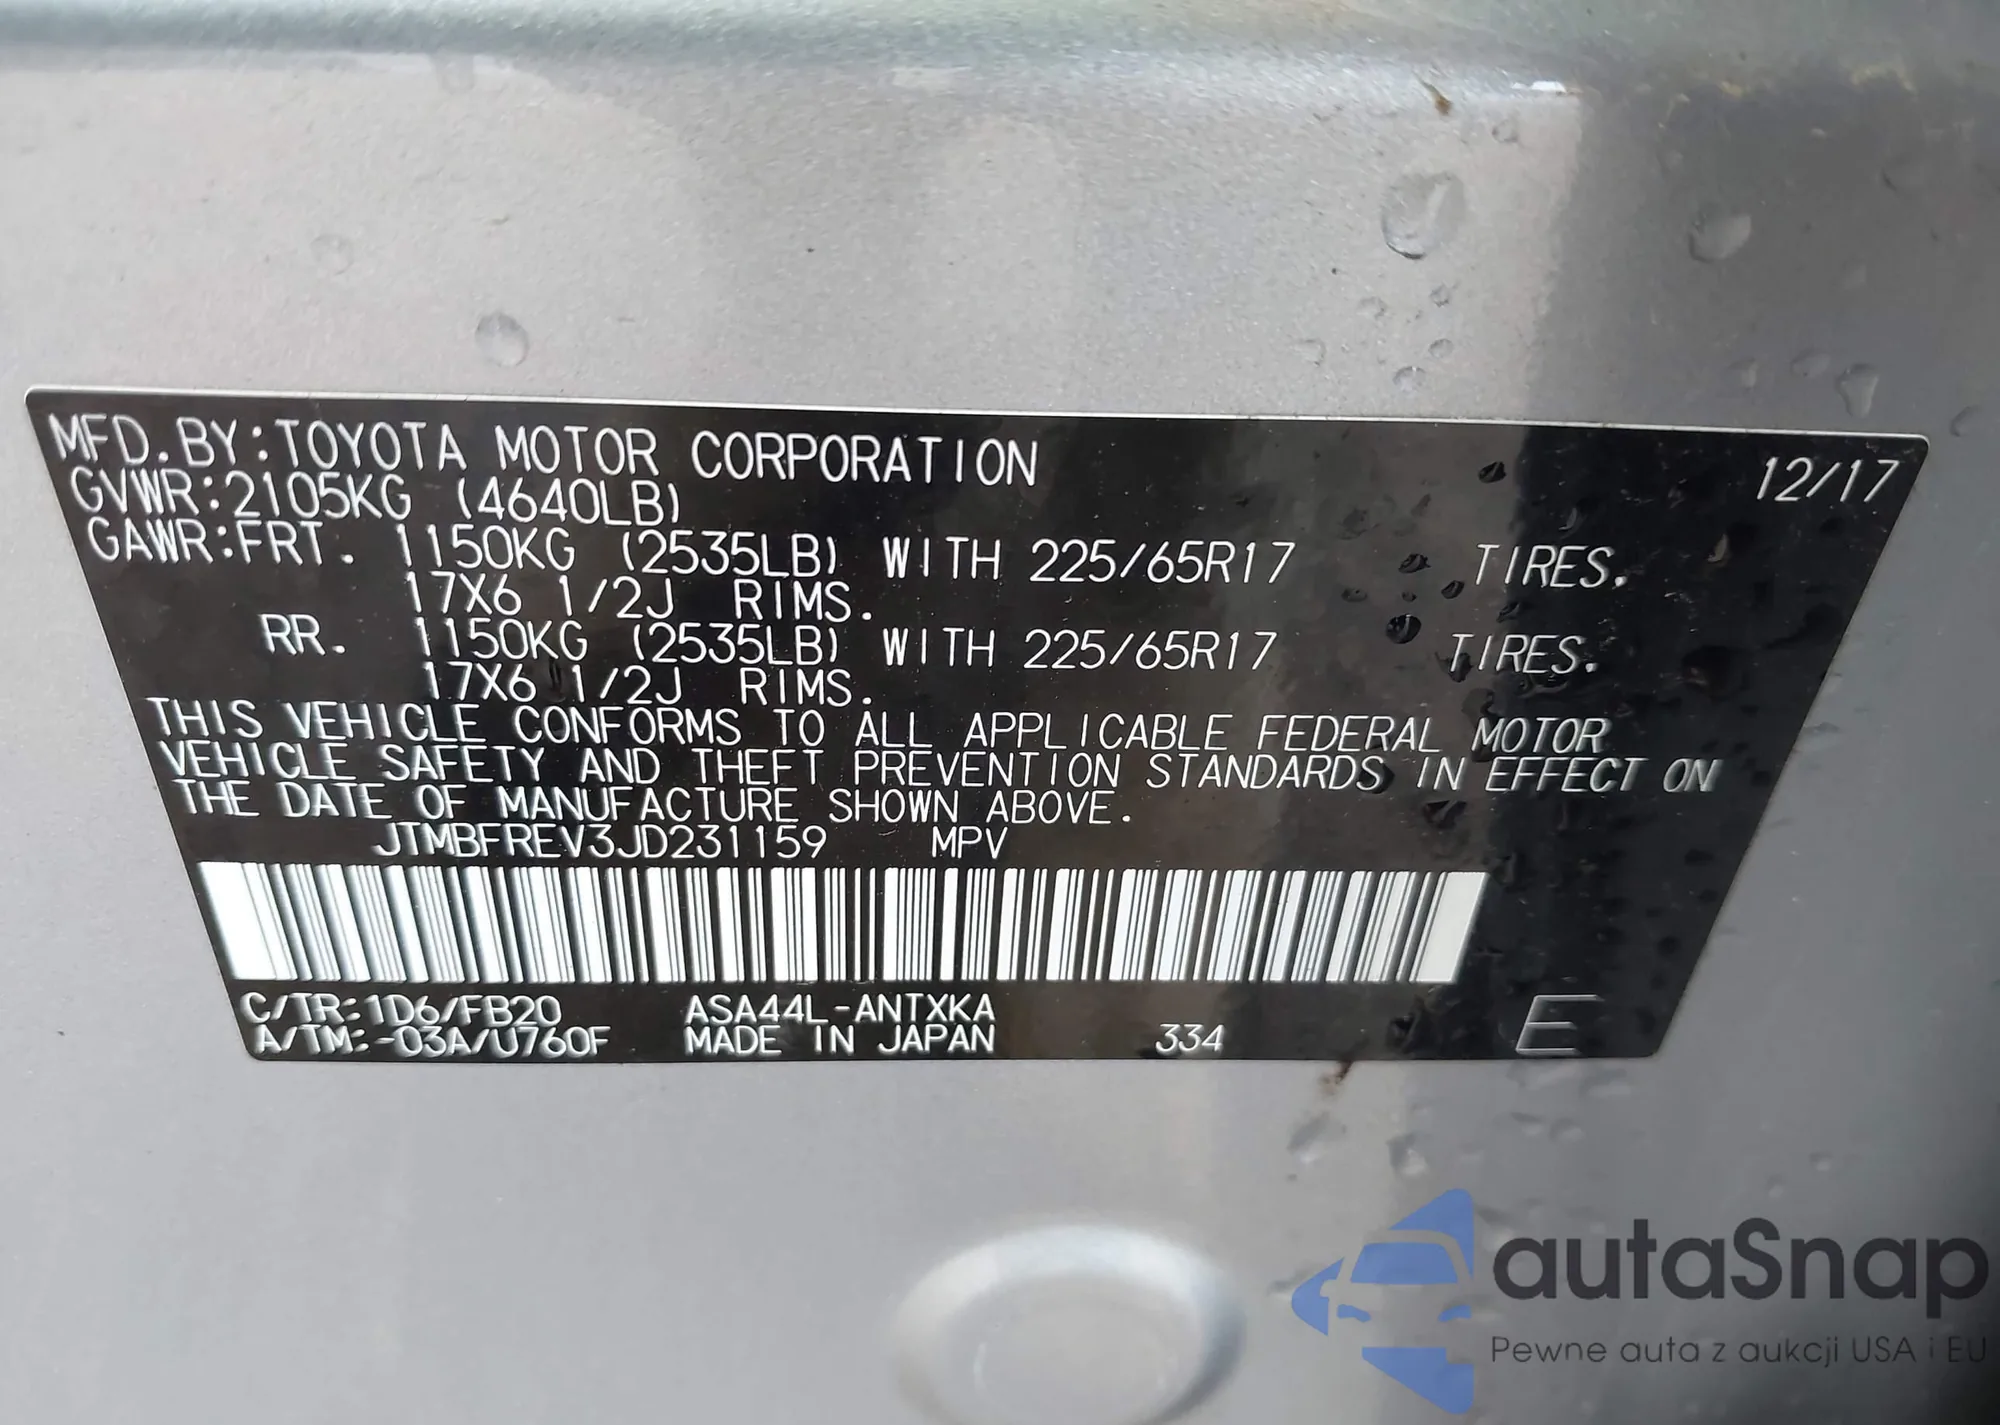 MFD.BY:TOYOTA MOTOR CORPORATION 12/17
GVWR:2105KG (4640LB)
GAWR:FRT. 1150KG (2535LB) WITH 225/65R17 TIRES.
17X6 1/2J RIMS.
RR. 1150KG (2535LB) WITH 225/65R17 TIRES.
17X6 1/2J RIMS.
THIS VEHICLE CONFORMS TO ALL APPLICABLE FEDERAL MOTOR
VEHICLE SAFETY AND THEFT PREVENTION STANDARDS IN EFFECT ON
THE DATE OF MANUFACTURE SHOWN ABOVE.
JTMBFREV3JD231159 MPV
C/TR:1D6/FB20 ASA44L-ANTXKA
A/TM:-03A/U760F MADE IN JAPAN 334 E
autaSnap
Pewne auta z aukcji USA i EU